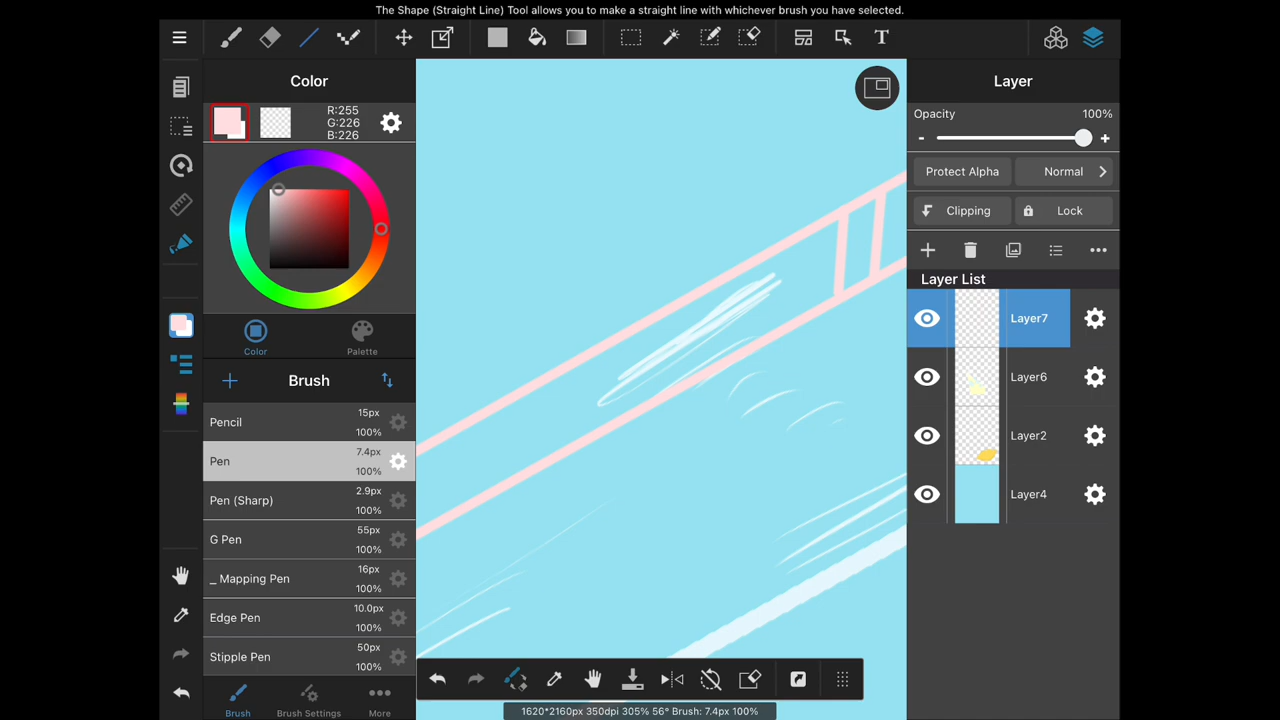 The Shape (Straight Line) Tool allows you to make a straight line with whichever brush you have selected.
T
Color
R:255
G:226
B:226
Color
Palette
Brush
Pencil
15px
100%
Pen
7.4px
100%
Pen (Sharp)
2.9px
100%
G Pen
55px
100%
_ Mapping Pen
16px
100%
Edge Pen
10.0px
100%
Stipple Pen
50px
100%
Brush
Brush Settings
More
1620*2160px 350dpi 305% 56° Brush: 7.4px 100%
Layer
Opacity
100%
- +
Protect Alpha
Normal
Clipping
Lock
Layer List
Layer7
Layer6
Layer2
Layer4